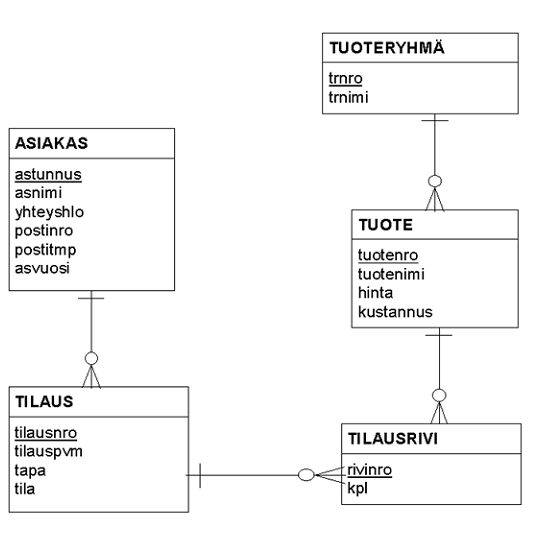 TUOTERYHMÄ
trnro
trnimi
ASIAKAS
astunnus
asnimi
yhteyshlo
postinro
postitmp
asvuosi
TUOTE
tuotenro
tuotenimi
hinta
kustannus
TILAUS
tilausnro
tilauspvm
tapa
tila
TILAUSRIVI
rivinro
kpl